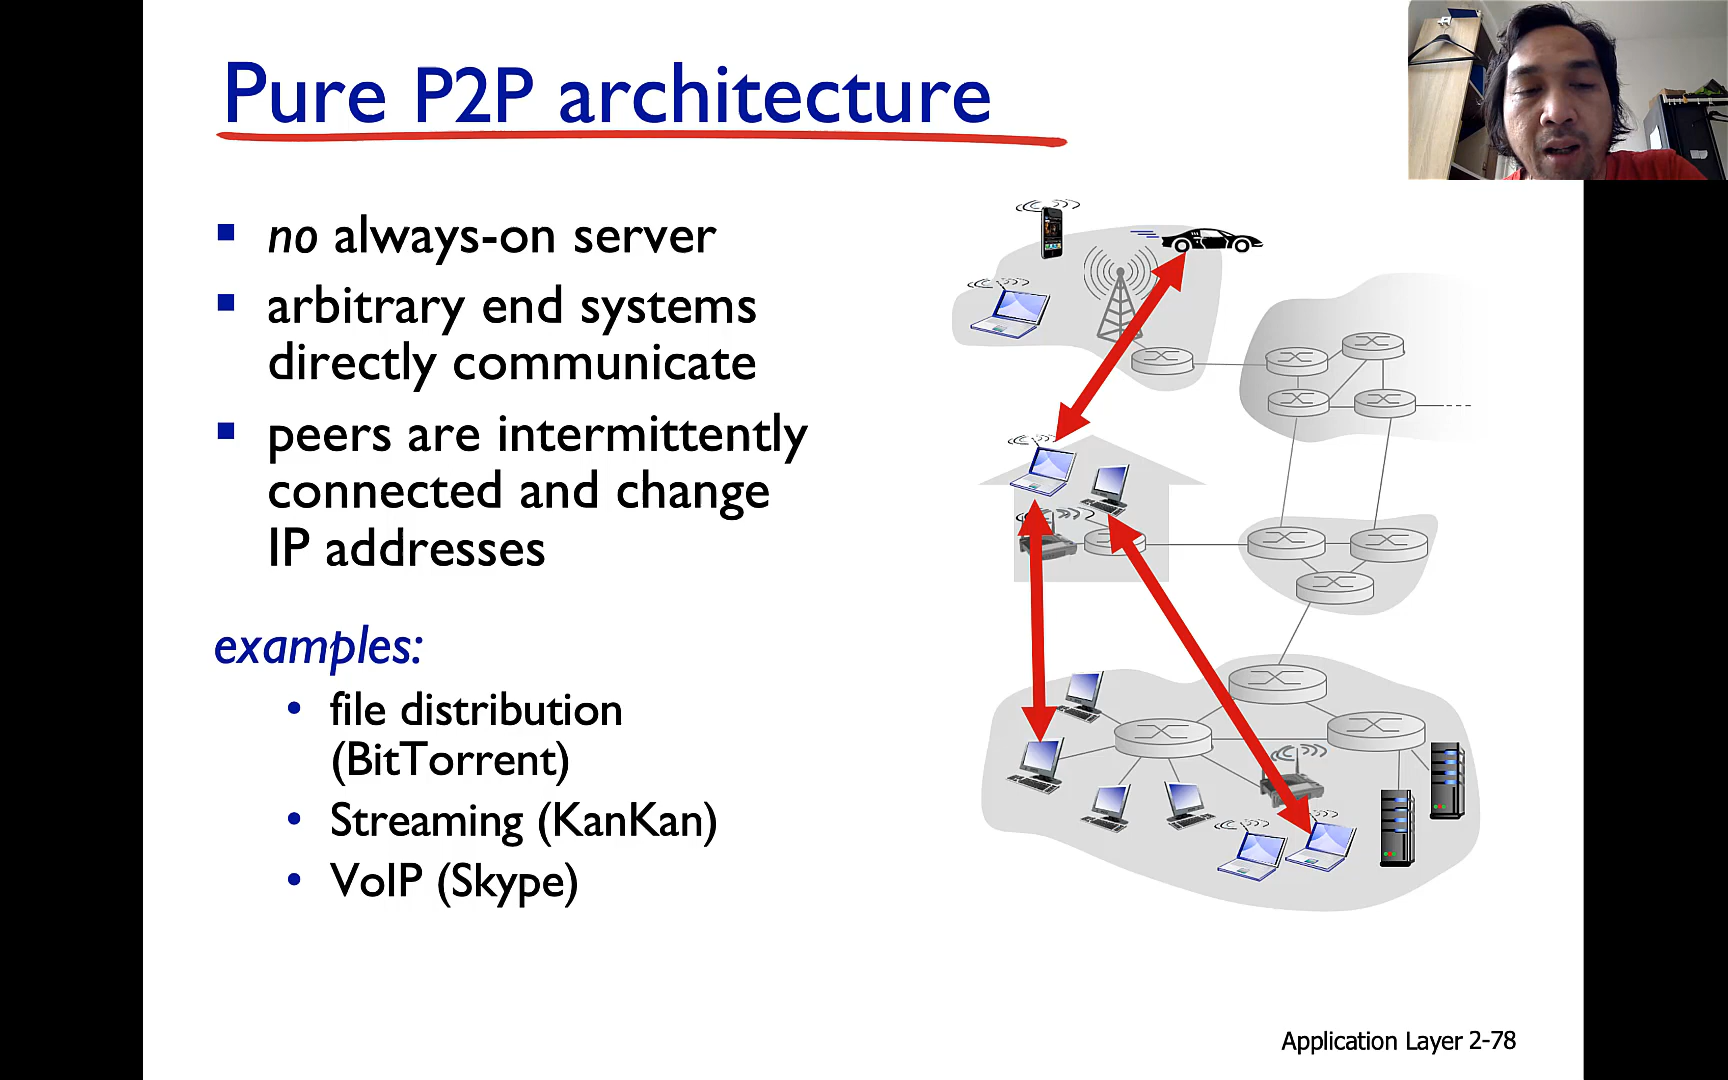 Pure P2P architecture
no always-on server
arbitrary end systems
directly communicate
peers are intermittently
connected and change
IP addresses
examples:
file distribution
(BitTorrent)
Streaming (KanKan)
VoIP (Skype)
Application Layer 2-78